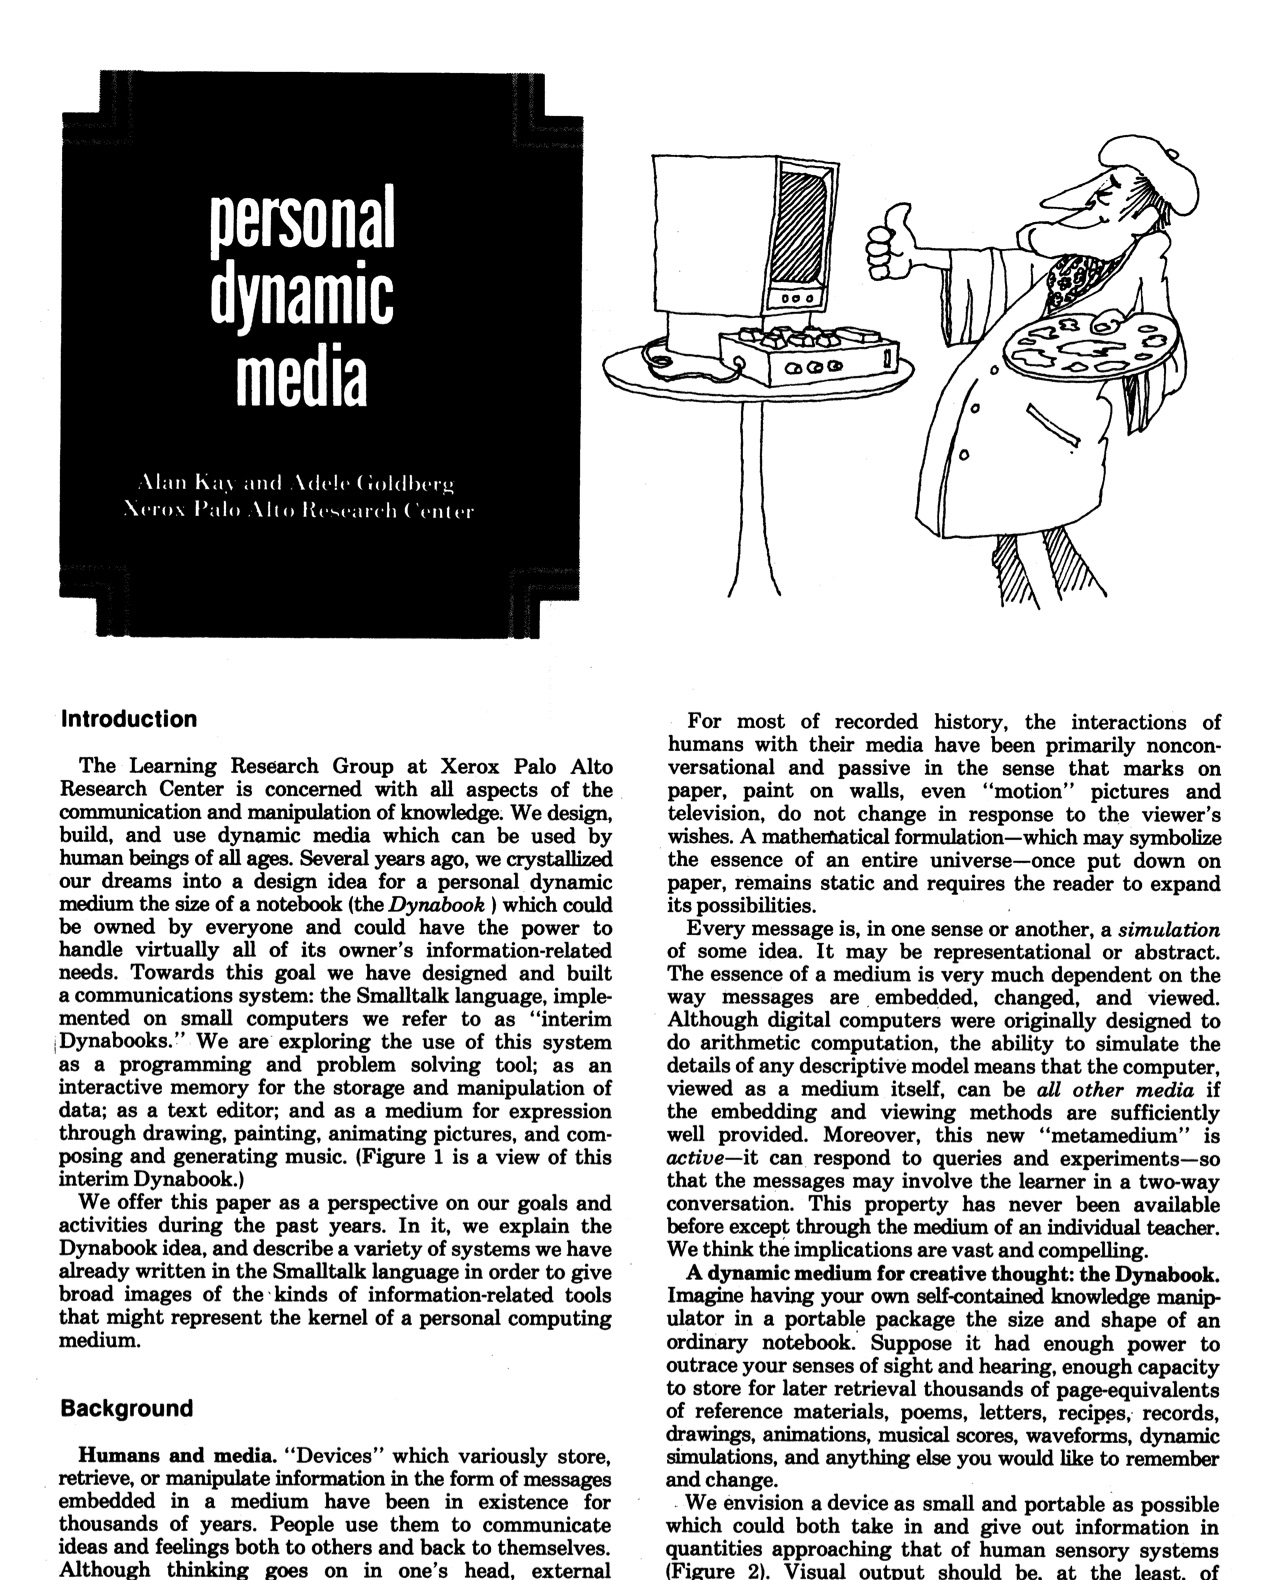 personal
dynamic
media
Alan Kay and Adele Goldberg
Xerox Palo Alto Research Center
Introduction
The Learning Research Group at Xerox Palo Alto
Research Center is concerned with all aspects of the
communication and manipulation of knowledge. We design,
build, and use dynamic media which can be used by
human beings of all ages. Several years ago, we crystallized
our dreams into a design idea for a personal dynamic
medium the size of a notebook (the Dynabook ) which could
be owned by everyone and could have the power to
handle virtually all of its owner's information-related
needs. Towards this goal we have designed and built
a communications system: the Smalltalk language, imple-
mented on small computers we refer to as "interim
Dynabooks." We are exploring the use of this system
as a programming and problem solving tool; as an
interactive memory for the storage and manipulation of
data; as a text editor; and as a medium for expression
through drawing, painting, animating pictures, and com-
posing and generating music. (Figure 1 is a view of this
interim Dynabook.)
We offer this paper as a perspective on our goals and
activities during the past years. In it, we explain the
Dynabook idea, and describe a variety of systems we have
already written in the Smalltalk language in order to give
broad images of the kinds of information-related tools
that might represent the kernel of a personal computing
medium.
Background
Humans and media. "Devices" which variously store,
retrieve, or manipulate information in the form of messages
embedded in a medium have been in existence for
thousands of years. People use them to communicate
ideas and feelings both to others and back to themselves.
Although thinking goes on in one's head, external
For most of recorded history, the interactions of
humans with their media have been primarily noncon-
versational and passive in the sense that marks on
paper, paint on walls, even "motion" pictures and
television, do not change in response to the viewer's
wishes. A mathematical formulation—which may symbolize
the essence of an entire universe—once put down on
paper, remains static and requires the reader to expand
its possibilities.
Every message is, in one sense or another, a simulation
of some idea. It may be representational or abstract.
The essence of a medium is very much dependent on the
way messages are embedded, changed, and viewed.
Although digital computers were originally designed to
do arithmetic computation, the ability to simulate the
details of any descriptive model means that the computer,
viewed as a medium itself, can be all other media if
the embedding and viewing methods are sufficiently
well provided. Moreover, this new "metamedium" is
active—it can respond to queries and experiments—so
that the messages may involve the learner in a two-way
conversation. This property has never been available
before except through the medium of an individual teacher.
We think the implications are vast and compelling.
A dynamic medium for creative thought: the Dynabook.
Imagine having your own self-contained knowledge manip-
ulator in a portable package the size and shape of an
ordinary notebook. Suppose it had enough power to
outrace your senses of sight and hearing, enough capacity
to store for later retrieval thousands of page-equivalents
of reference materials, poems, letters, recipes, records,
drawings, animations, musical scores, waveforms, dynamic
simulations, and anything else you would like to remember
and change.
We envision a device as small and portable as possible
which could both take in and give out information in
quantities approaching that of human sensory systems
(Figure 2). Visual output should be, at the least, of